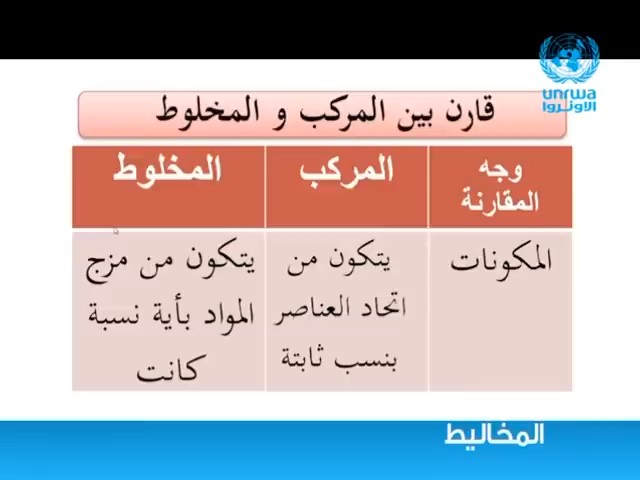 unrwa
الاونروا
قارن بين المركب و المخلوط
وجه المقارنة
المركب
المخلوط
المكونات
يتكون من
اتحاد العناصر
بنسب ثابتة
يتكون من مزج
المواد بأية نسبة
كانت
المخاليط